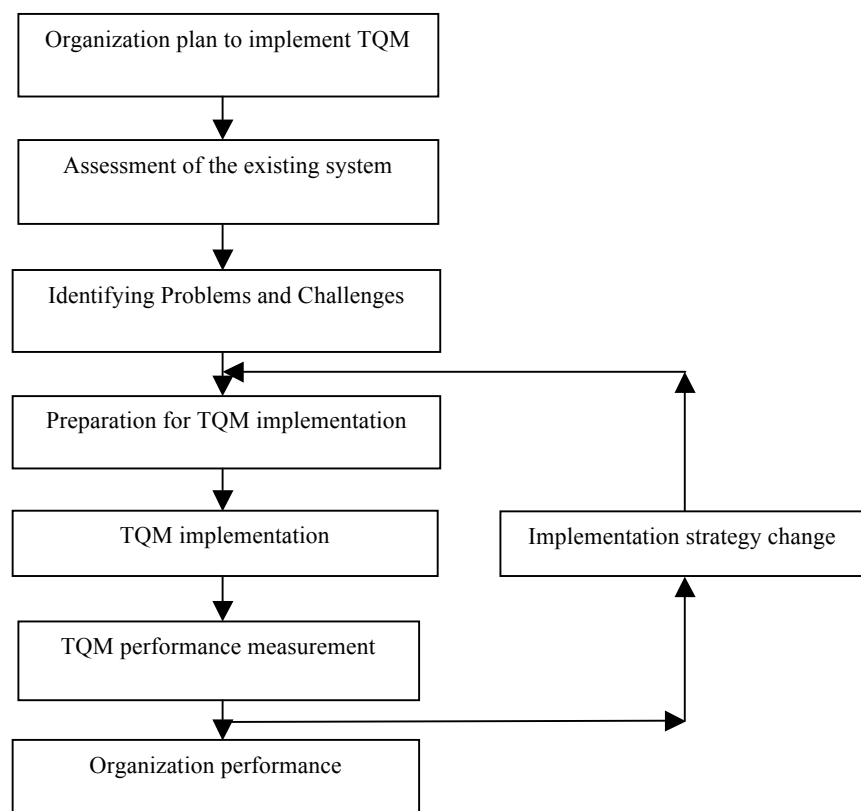 Organization plan to implement TQM
Assessment of the existing system
Identifying Problems and Challenges
Preparation for TQM implementation
TQM implementation
Implementation strategy change
TQM performance measurement
Organization performance